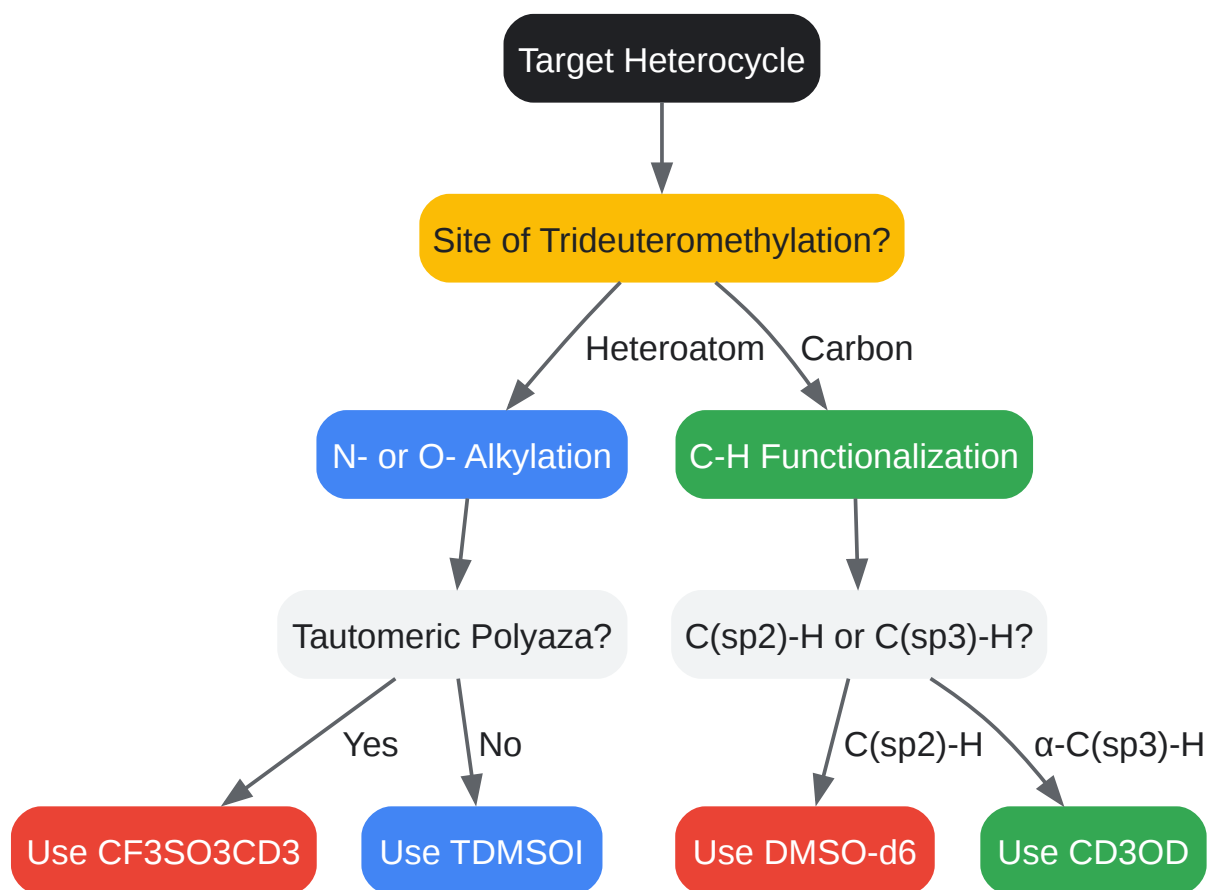 Target Heterocycle
Site of Trideuteromethylation?
Heteroatom
Carbon
N- or O- Alkylation
C-H Functionalization
Tautomeric Polyaza?
C(sp2)-H or C(sp3)-H?
Yes
No
C(sp2)-H
α-C(sp3)-H
Use CF3SO3CD3
Use TDMSOI
Use DMSO-d6
Use CD3OD